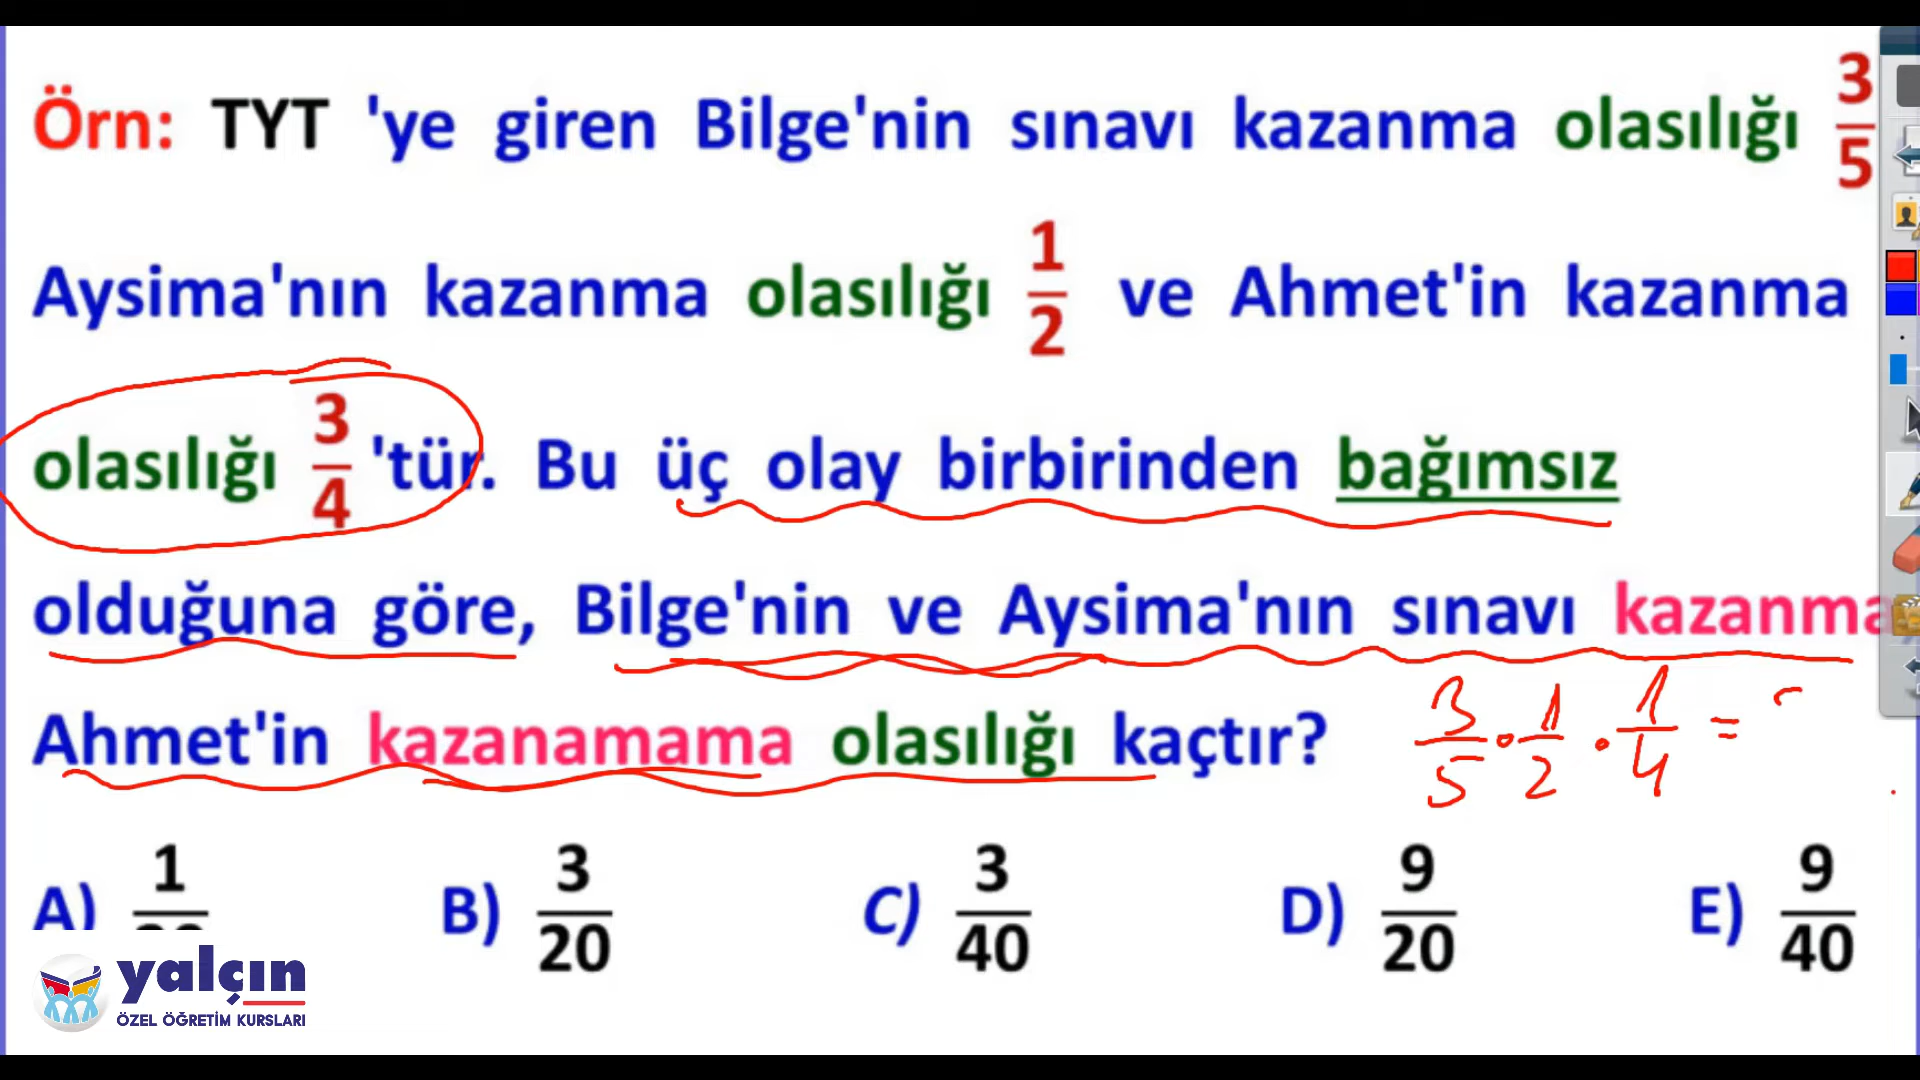 Örn: TYT 'ye giren Bilge'nin sınavı kazanma olasılığı 3/5
Aysima'nın kazanma olasılığı 1/2 ve Ahmet'in kazanma
olasılığı 3/4 'tür. Bu üç olay birbirinden bağımsız
olduğuna göre, Bilge'nin ve Aysima'nın sınavı kazanma
Ahmet'in kazanamama olasılığı kaçtır? 3/5 . 1/2 . 1/4 =
A) 1/ B) 3/20 C) 3/40 D) 9/20 E) 9/40
yalçın
ÖZEL ÖĞRETİM KURSLARI